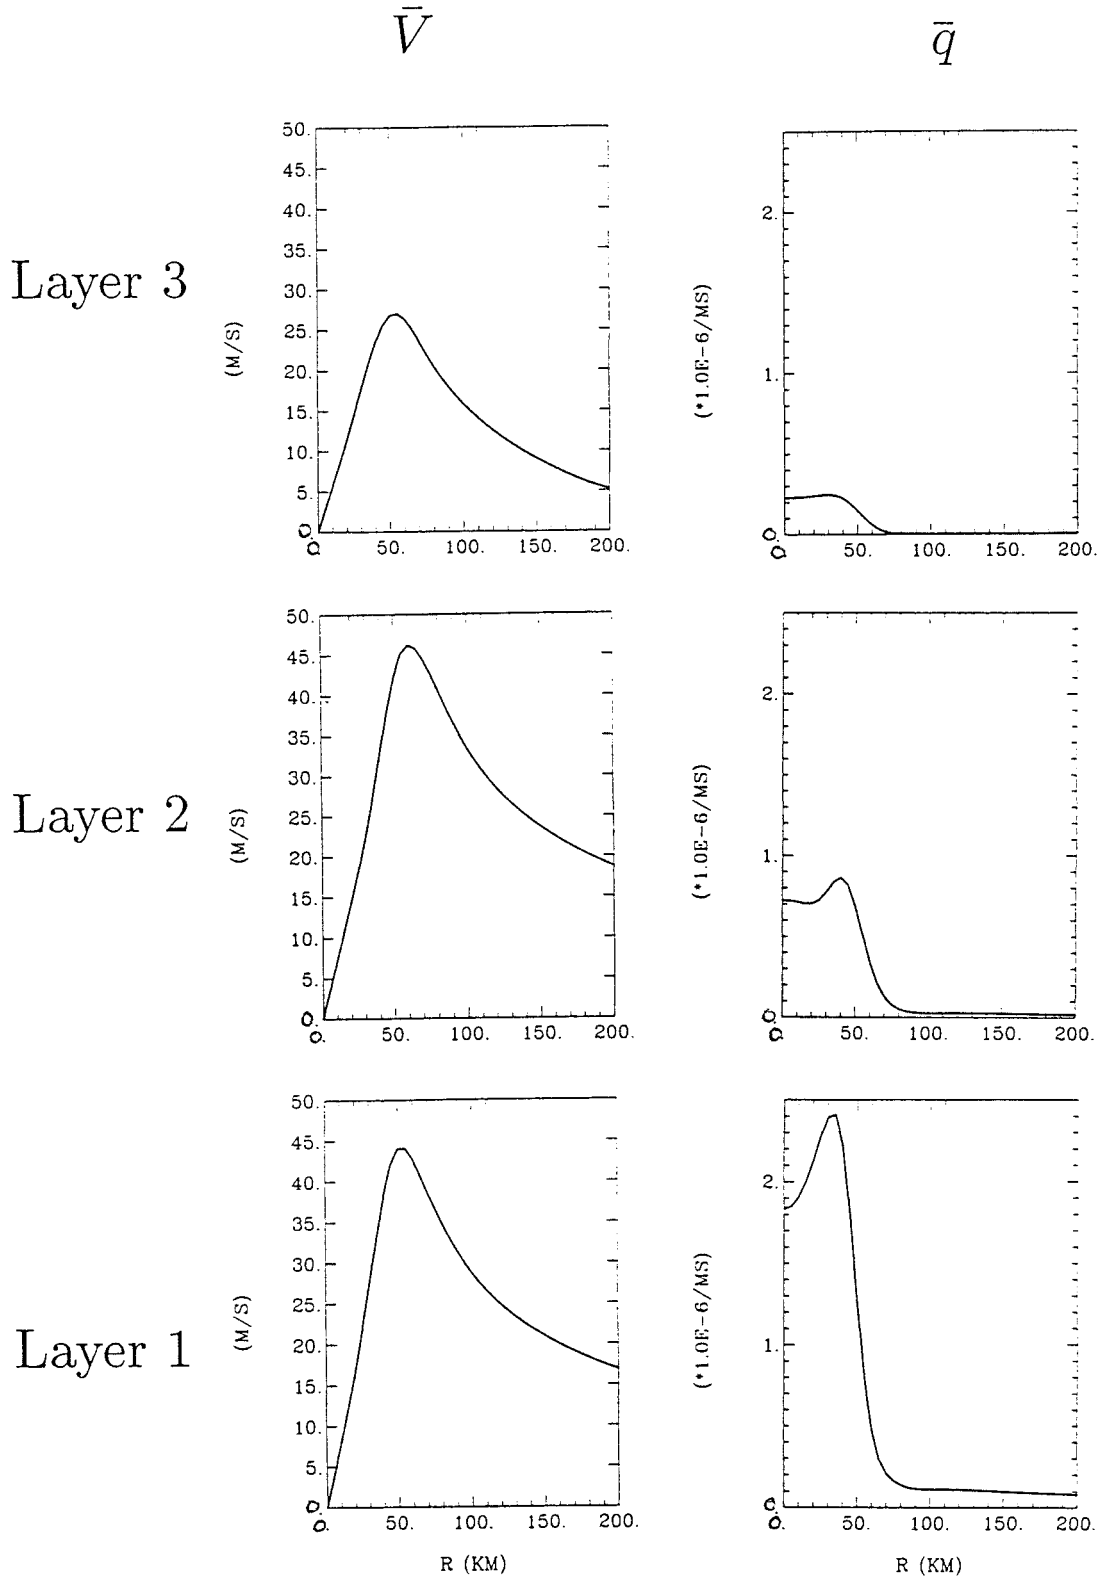 V̄
q̄
Layer 3
(M/S)
50.
45.
40.
35.
30.
25.
20.
15.
10.
5.
0.
0. 50. 100. 150. 200.
(*1.0E-6/MS)
2.
1.
0.
0. 50. 100. 150. 200.
Layer 2
(M/S)
50.
45.
40.
35.
30.
25.
20.
15.
10.
5.
0.
0. 50. 100. 150. 200.
(*1.0E-6/MS)
2.
1.
0.
0. 50. 100. 150. 200.
Layer 1
(M/S)
50.
45.
40.
35.
30.
25.
20.
15.
10.
5.
0.
0. 50. 100. 150. 200.
R (KM)
(*1.0E-6/MS)
2.
1.
0.
0. 50. 100. 150. 200.
R (KM)